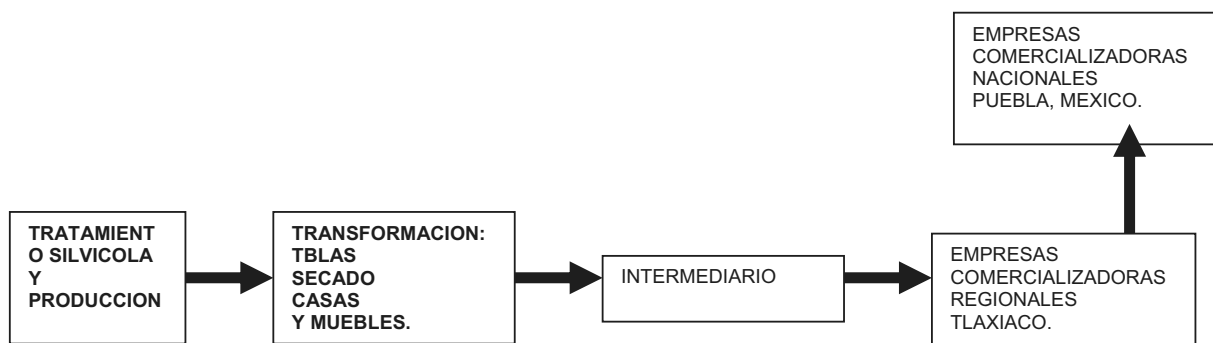 TRATAMIENT
O SILVICOLA
Y
PRODUCCION
TRANSFORMACION:
TBLAS
SECADO
CASAS
Y MUEBLES.
INTERMEDIARIO
EMPRESAS
COMERCIALIZADORAS
REGIONALES
TLAXIACO.
EMPRESAS
COMERCIALIZADORAS
NACIONALES
PUEBLA, MEXICO.